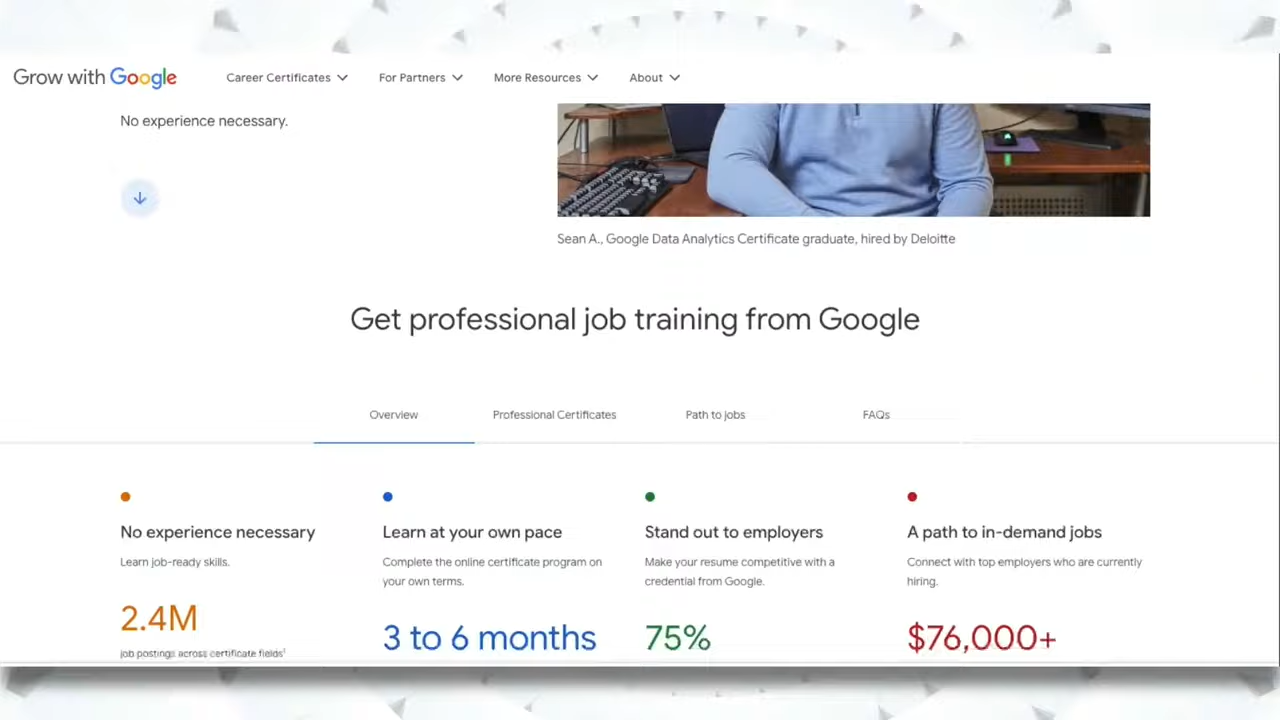 Grow with Google
Career Certificates
For Partners
More Resources
About
No experience necessary.
Sean A., Google Data Analytics Certificate graduate, hired by Deloitte
Get professional job training from Google
Overview
Professional Certificates
Path to jobs
FAQs
No experience necessary
Learn job-ready skills.
2.4M
job postings across certificate fields¹
Learn at your own pace
Complete the online certificate program on
your own terms.
3 to 6 months
Stand out to employers
Make your resume competitive with a
credential from Google.
75%
A path to in-demand jobs
Connect with top employers who are currently
hiring.
$76,000+